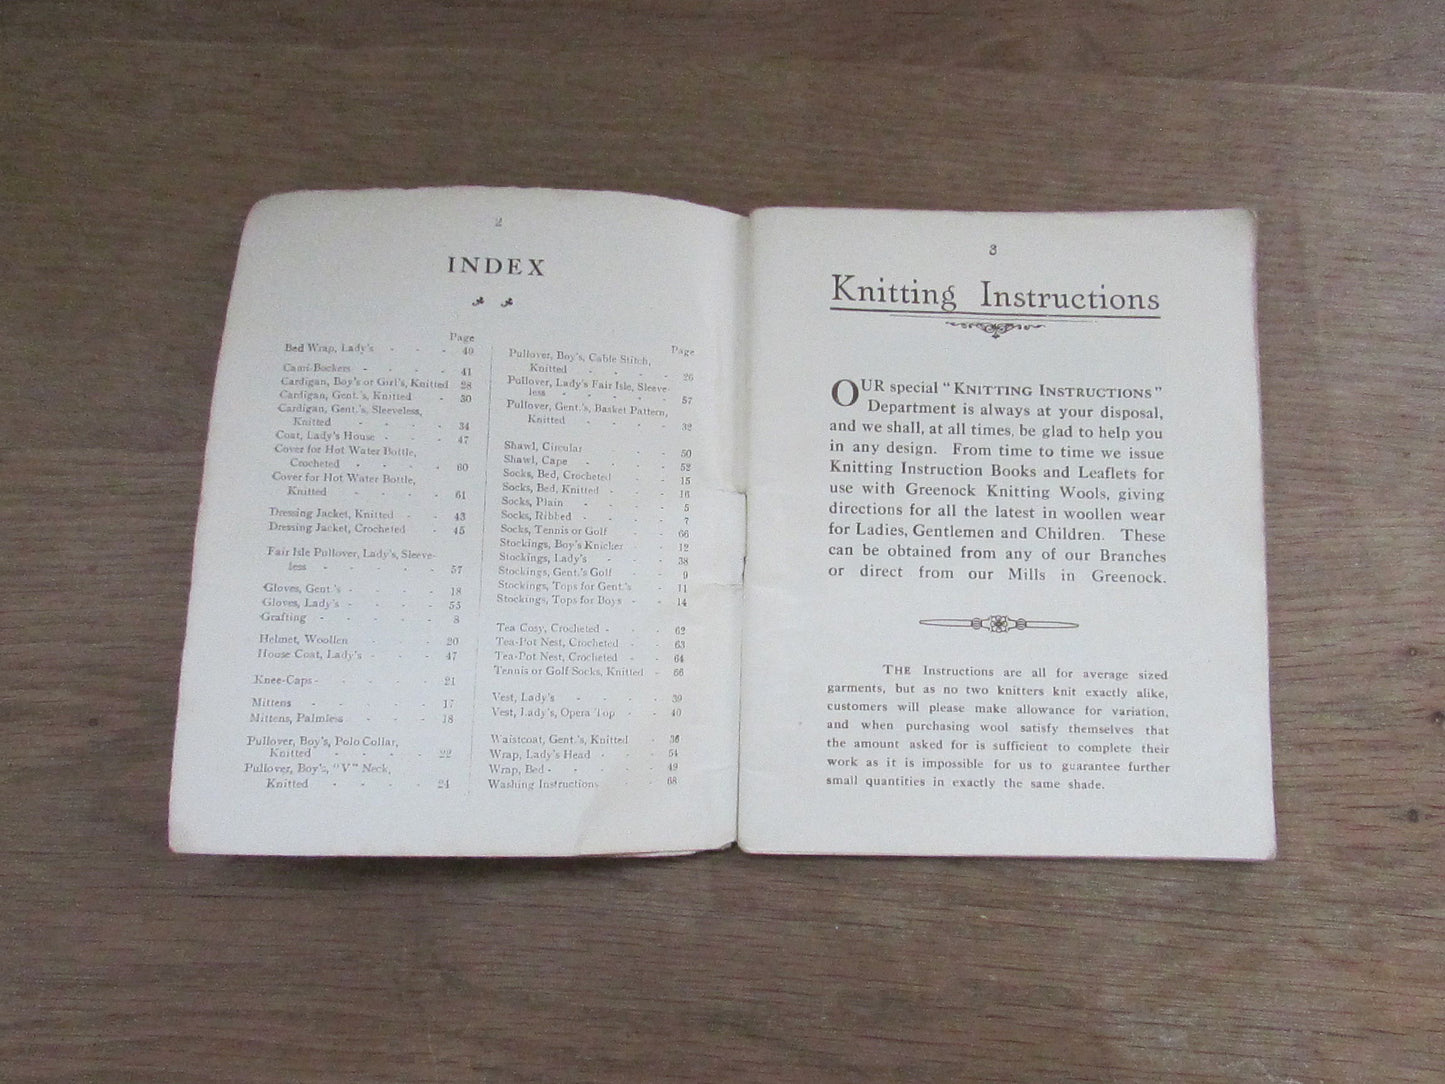 2
INDEX
Page
Bed Wrap, Lady's - - - 49
Cami-Bockers - - - - 41
Cardigan, Boy's or Girl's, Knitted 28
Cardigan, Gent.'s, Knitted - 30
Cardigan, Gent.'s, Sleeveless,
Knitted - - - - 34
Coat, Lady's House - - - 47
Cover for Hot Water Bottle,
Crocheted - - - - 60
Cover for Hot Water Bottle,
Knitted - - - - 61
Dressing Jacket, Knitted - - 43
Dressing Jacket, Crocheted - 45
Fair Isle Pullover, Lady's, Sleeve-
less - - - - - 57
Gloves, Gent.'s - - - - 18
Gloves, Lady's - - - - 55
Grafting - - - - - 8
Helmet, Woollen - - - 20
House Coat, Lady's - - - 47
Knee-Caps - - - - - 21
Mittens - - - - - 17
Mittens, Palmless - - - 18
Pullover, Boy's, Polo Collar,
Knitted - - - - 22
Pullover, Boy's, "V" Neck,
Knitted - - - - 24
Page
Pullover, Boy's, Cable Stitch,
Knitted - - - - 26
Pullover, Lady's Fair Isle, Sleeve-
less - - - - - 57
Pullover, Gent.'s, Basket Pattern,
Knitted - - - - 32
Shawl, Circular - - - 50
Shawl, Cape - - - - 52
Socks, Bed, Crocheted - - 15
Socks, Bed, Knitted - - - 16
Socks, Plain - - - - 5
Socks, Ribbed - - - - 7
Socks, Tennis or Golf - - 66
Stockings, Boy's Knicker - - 12
Stockings, Lady's - - - 38
Stockings, Gent.'s Golf - - 9
Stockings, Tops for Gent.'s - 11
Stockings, Tops for Boys - - 14
Tea Cosy, Crocheted - - - 62
Tea-Pot Nest, Crocheted - - 63
Tea-Pot Nest, Crocheted - - 64
Tennis or Golf Socks, Knitted - 66
Vest, Lady's - - - - 39
Vest, Lady's, Opera Top - - 40
Waistcoat, Gent.'s, Knitted - 36
Wrap, Lady's Head - - - 54
Wrap, Bed - - - - - 49
Washing Instructions - - 68
3
Knitting Instructions
OUR special "KNITTING INSTRUCTIONS"
Department is always at your disposal,
and we shall, at all times, be glad to help you
in any design. From time to time we issue
Knitting Instruction Books and Leaflets for
use with Greenock Knitting Wools, giving
directions for all the latest in woollen wear
for Ladies, Gentlemen and Children. These
can be obtained from any of our Branches
or direct from our Mills in Greenock.
THE Instructions are all for average sized
garments, but as no two knitters knit exactly alike,
customers will please make allowance for variation,
and when purchasing wool satisfy themselves that
the amount asked for is sufficient to complete their
work as it is impossible for us to guarantee further
small quantities in exactly the same shade.